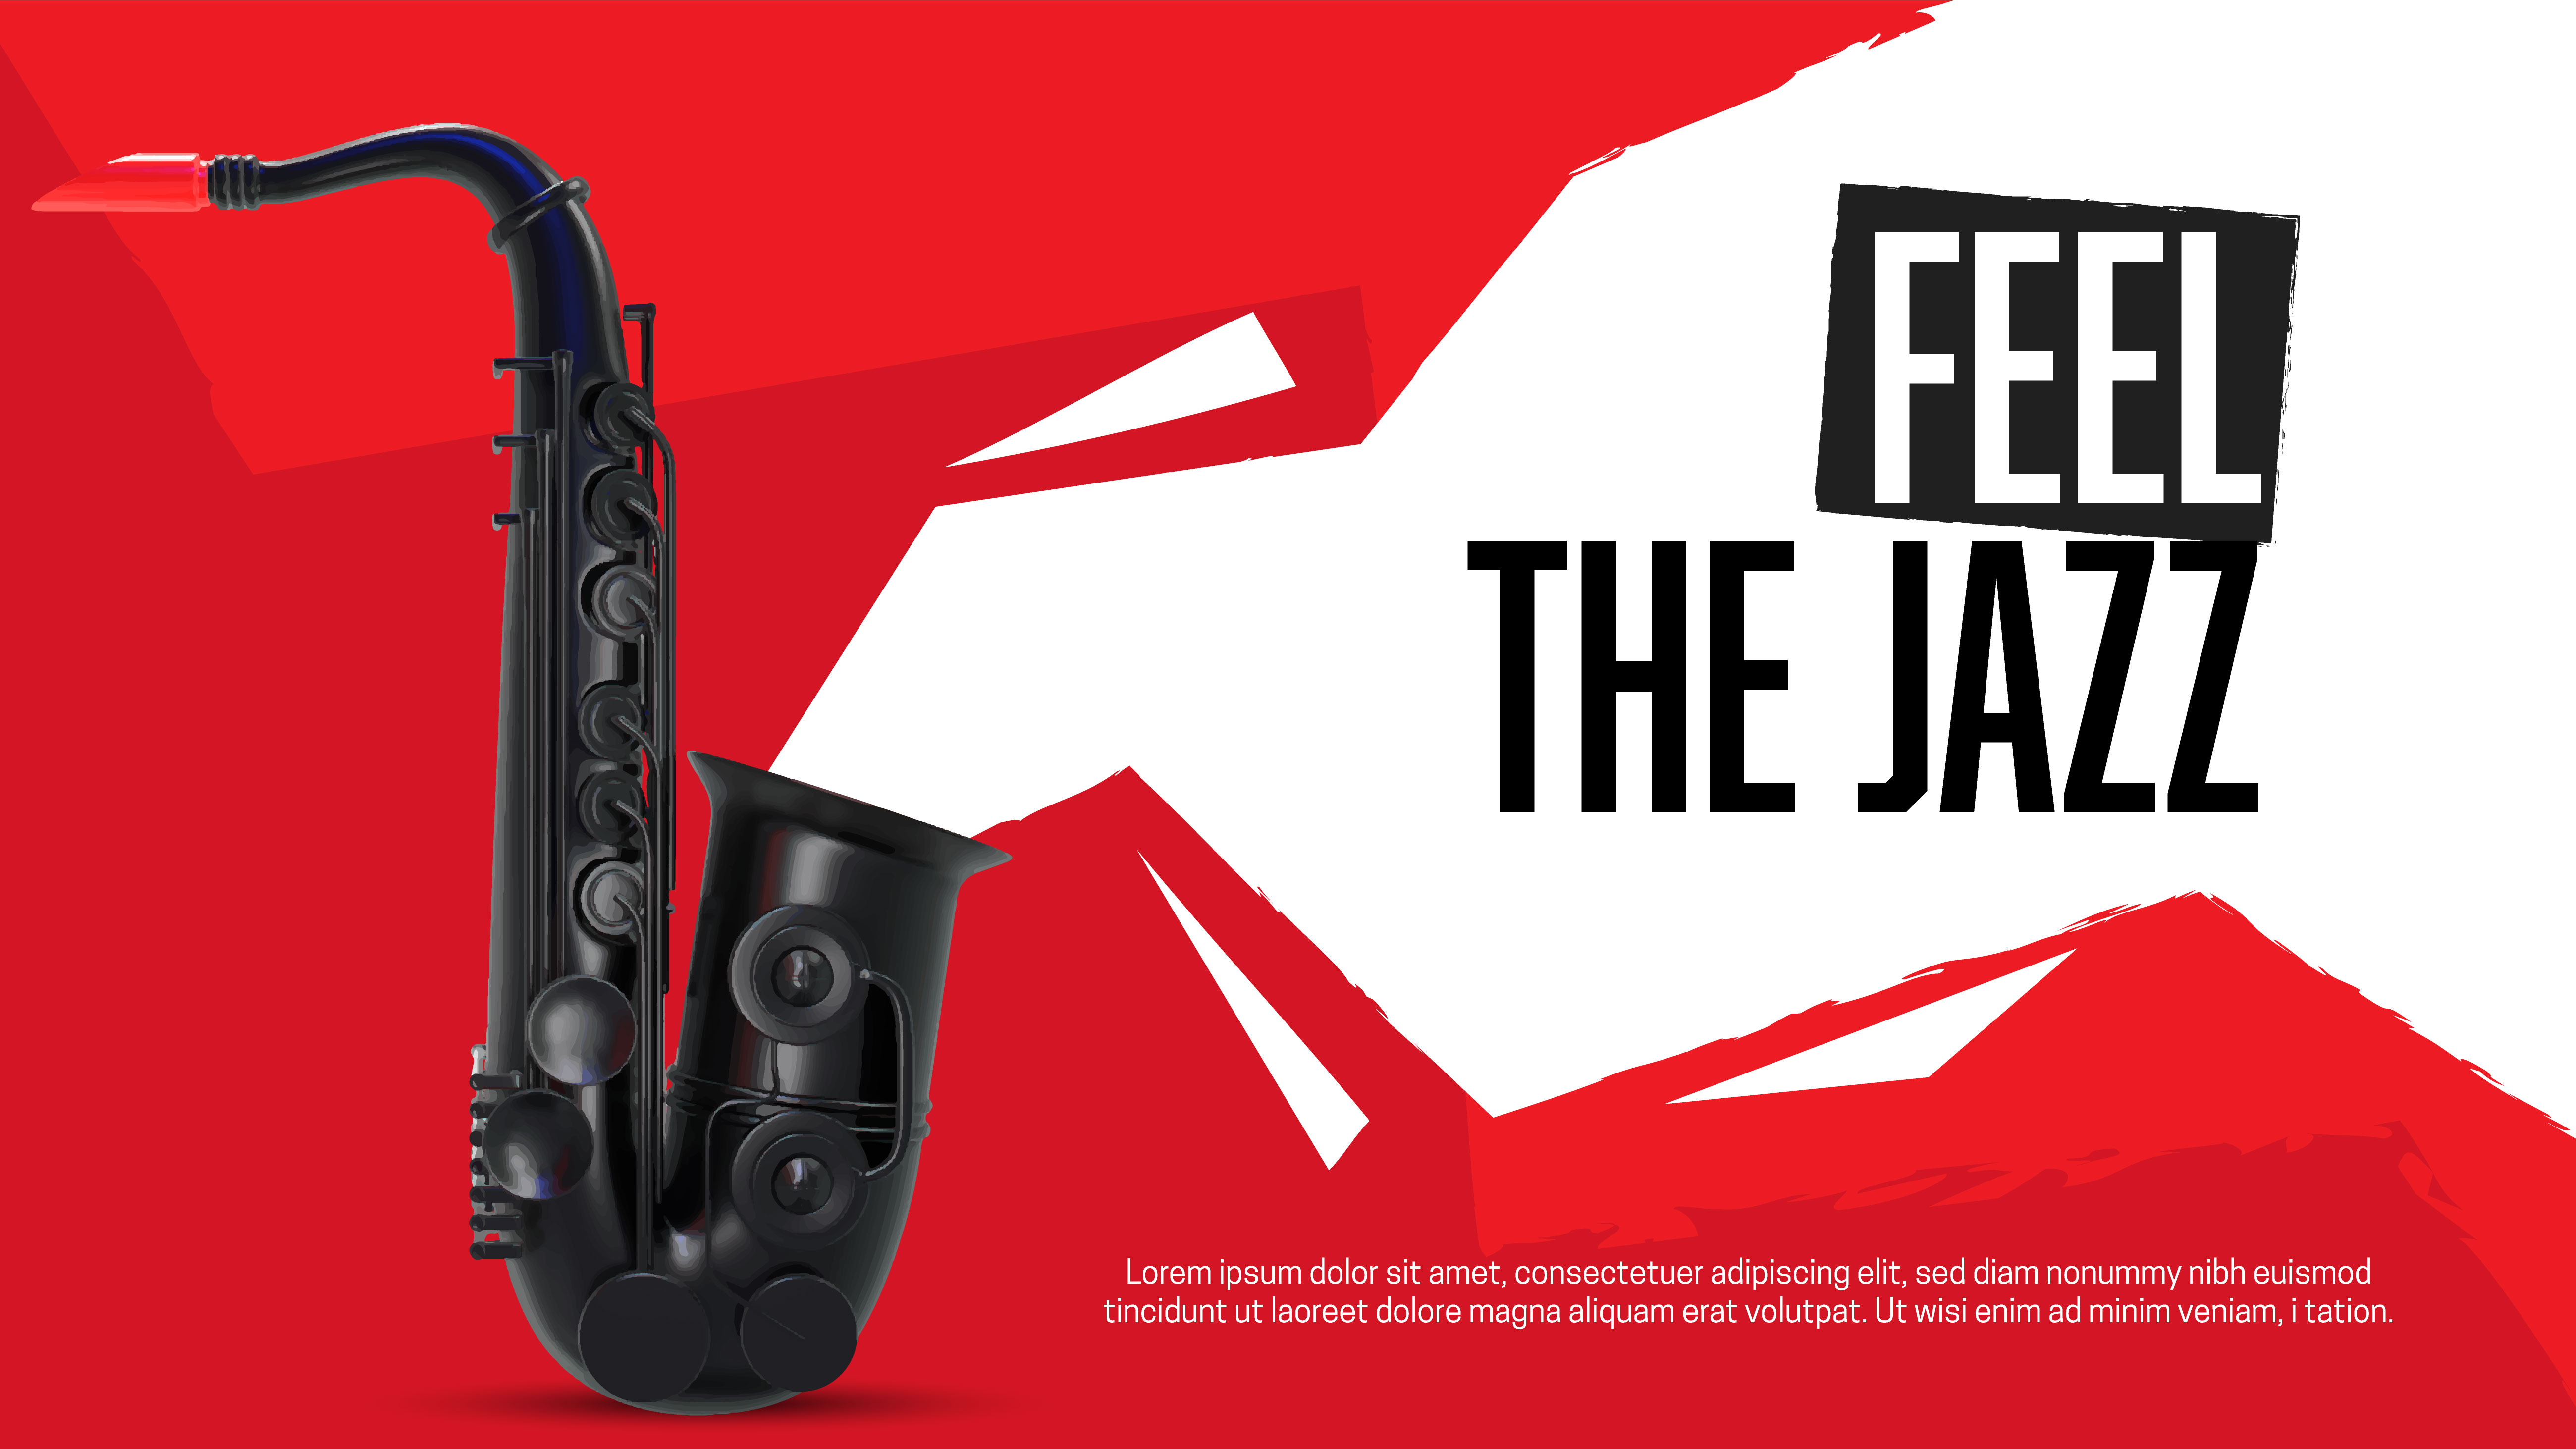 FEEL
THE JAZZ
Lorem ipsum dolor sit amet, consectetuer adipiscing elit, sed diam nonummy nibh euismod
tincidunt ut laoreet dolore magna aliquam erat volutpat. Ut wisi enim ad minim veniam, i tation.